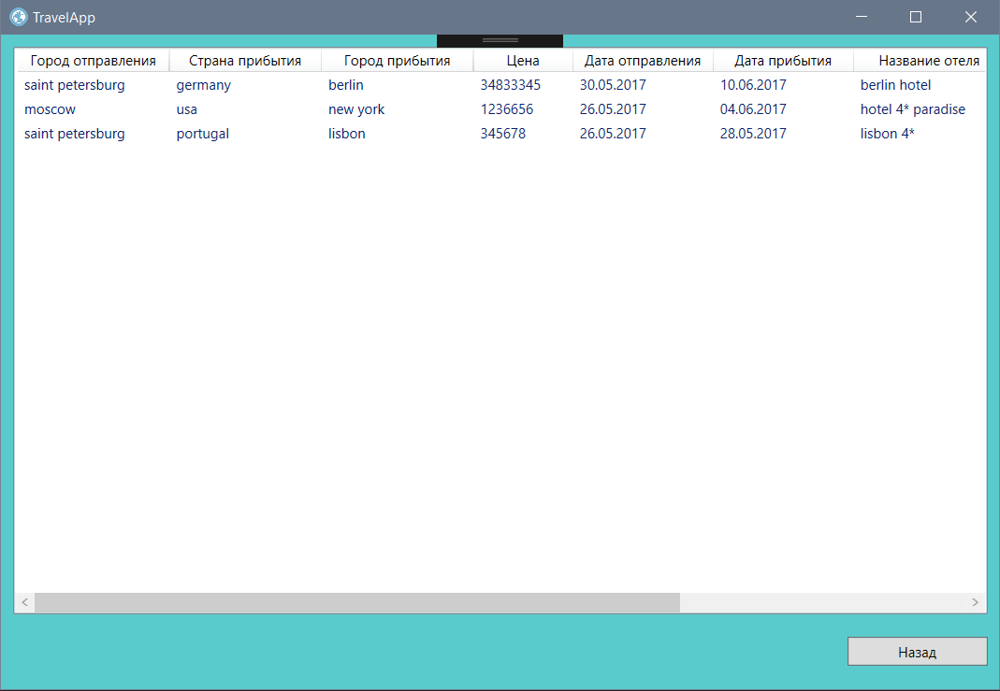 TravelApp
Город отправления Страна прибытия Город прибытия Цена Дата отправления Дата прибытия Название отеля
saint petersburg germany berlin 34833345 30.05.2017 10.06.2017 berlin hotel
moscow usa new york 1236656 26.05.2017 04.06.2017 hotel 4* paradise
saint petersburg portugal lisbon 345678 26.05.2017 28.05.2017 lisbon 4*
Назад